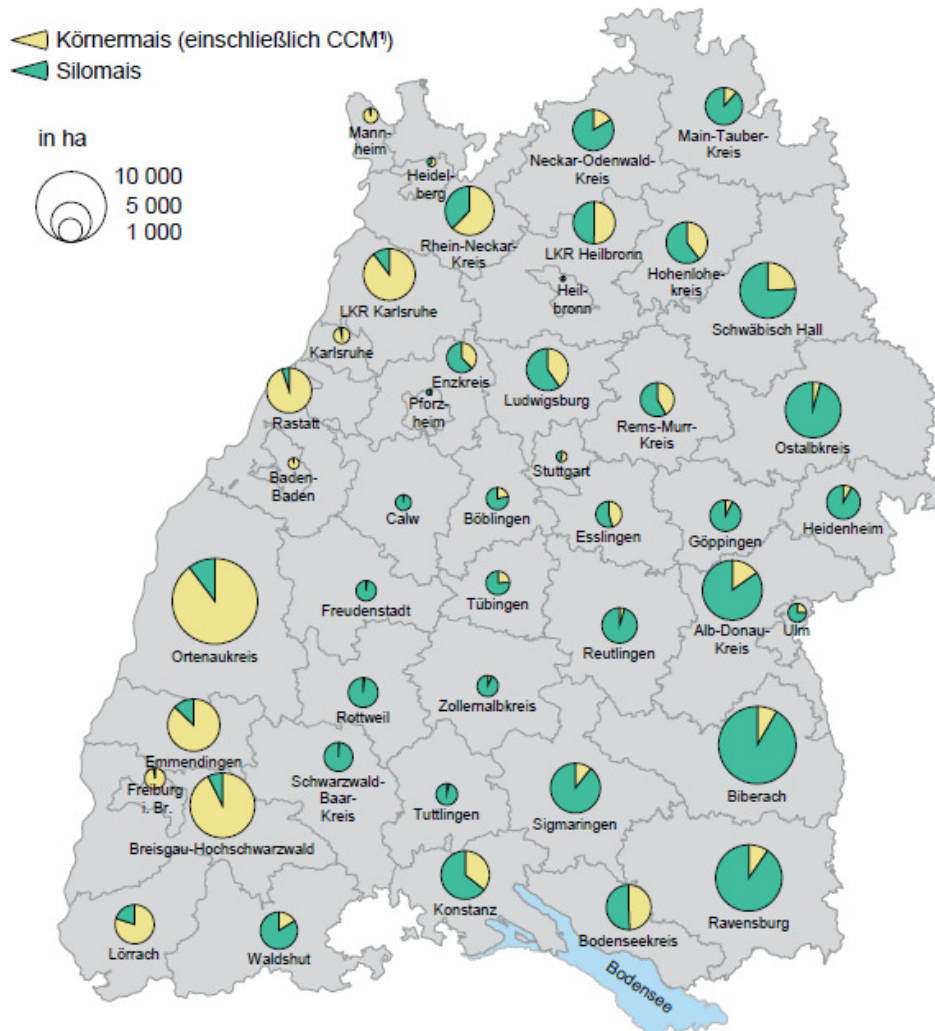 Körnermais (einschließlich CCM¹)
Silomais
in ha
10 000
5 000
1 000
Mann-
heim
Heidel-
berg
Neckar-Odenwald-
Kreis
Main-Tauber-
Kreis
Rhein-Neckar-
Kreis
LKR Heilbronn
Heil-
bronn
Hohenlohe-
kreis
Schwäbisch Hall
LKR Karlsruhe
Karlsruhe
Enzkreis
Pforz-
heim
Ludwigsburg
Rems-Murr-
Kreis
Ostalbkreis
Rastatt
Baden-
Baden
Calw
Böblingen
Stuttgart
Esslingen
Göppingen
Heidenheim
Ortenaukreis
Freudenstadt
Tübingen
Reutlingen
Alb-Donau-
Kreis
Ulm
Emmendingen
Rottweil
Zollernalbkreis
Biberach
Freiburg
i. Br.
Breisgau-Hochschwarzwald
Schwarzwald-
Baar-
Kreis
Tuttlingen
Sigmaringen
Lörrach
Waldshut
Konstanz
Bodenseekreis
Ravensburg
Bodensee